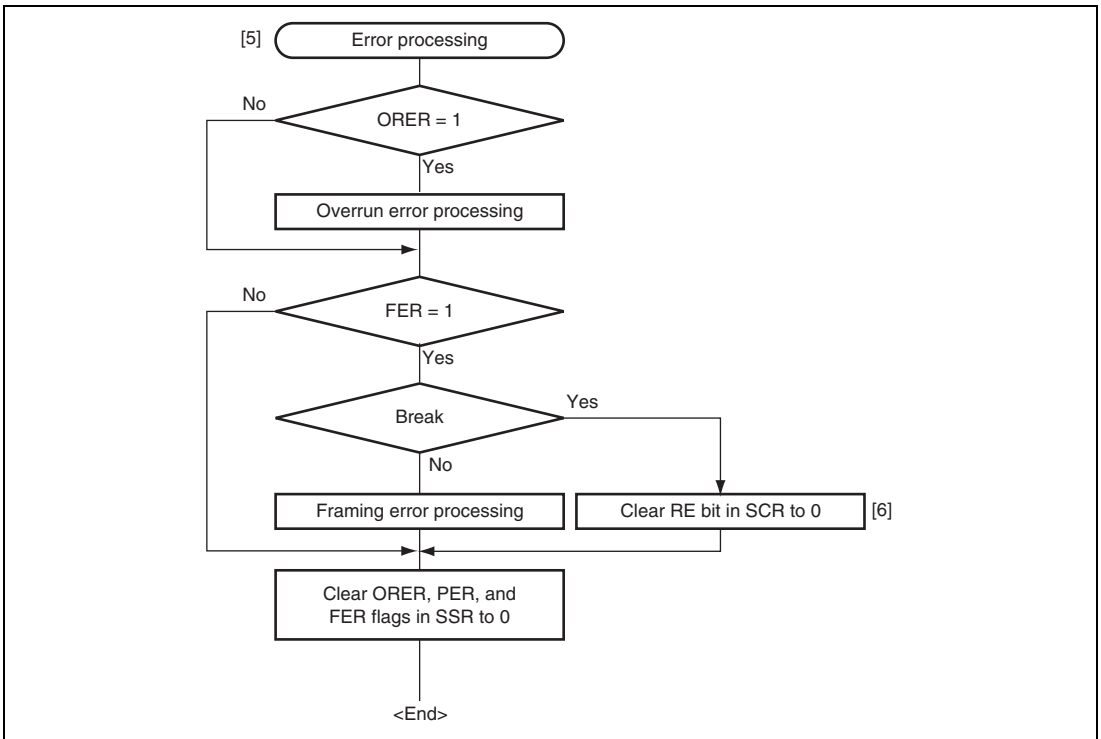 [5]
Error processing
No
ORER = 1
Yes
Overrun error processing
No
FER = 1
Yes
Break
Yes
No
Framing error processing
Clear RE bit in SCR to 0
[6]
Clear ORER, PER, and
FER flags in SSR to 0
<End>